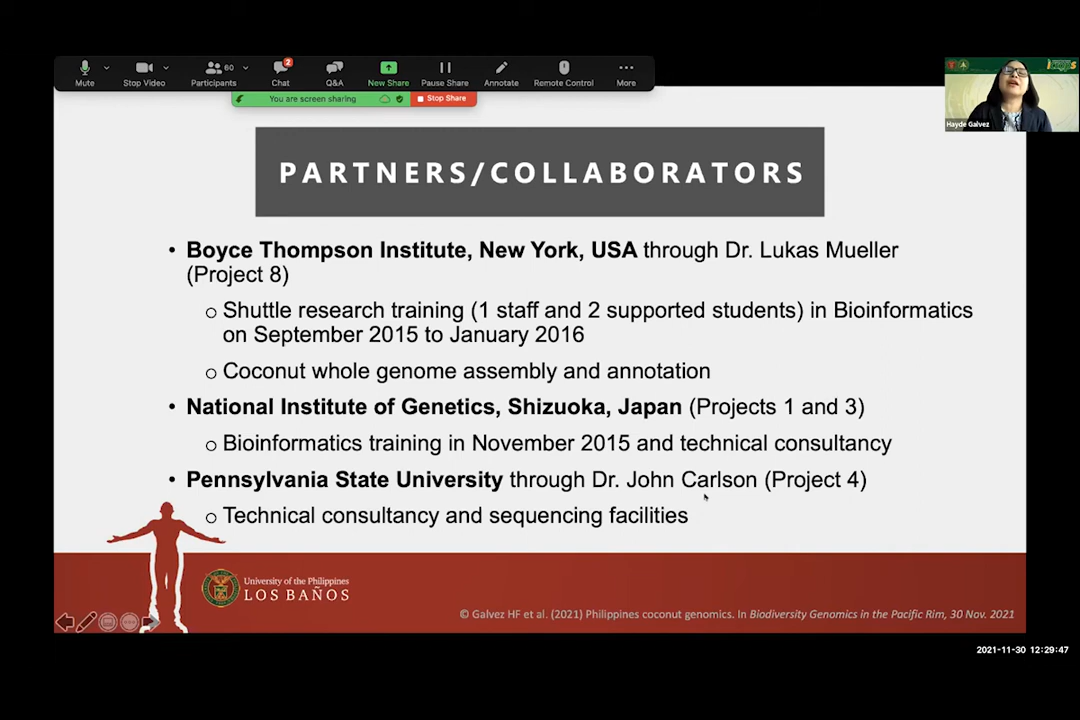 60
2
Mute
Stop Video
Participants
Chat
Q&A
New Share
Pause Share
Annotate
Remote Control
More
You are screen sharing
Stop Share
Hayde Galvez
PARTNERS/COLLABORATORS
• Boyce Thompson Institute, New York, USA through Dr. Lukas Mueller
(Project 8)
o Shuttle research training (1 staff and 2 supported students) in Bioinformatics
on September 2015 to January 2016
o Coconut whole genome assembly and annotation
• National Institute of Genetics, Shizuoka, Japan (Projects 1 and 3)
o Bioinformatics training in November 2015 and technical consultancy
• Pennsylvania State University through Dr. John Carlson (Project 4)
o Technical consultancy and sequencing facilities
University of the Philippines
LOS BAÑOS
© Galvez HF et al. (2021) Philippines coconut genomics. In Biodiversity Genomics in the Pacific Rim, 30 Nov. 2021
2021-11-30 12:29:47